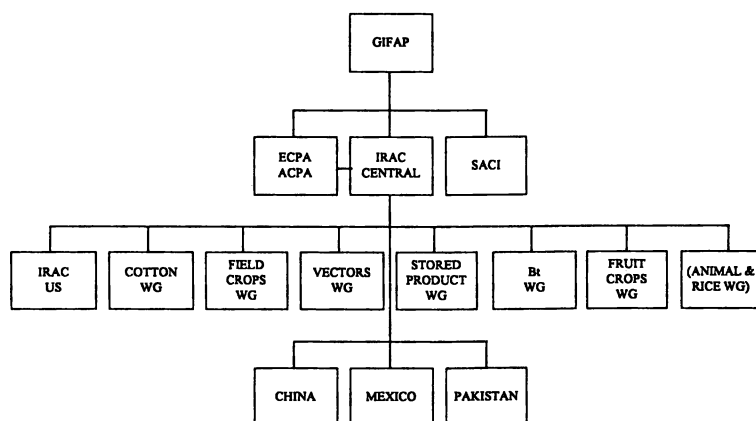 GIFAP
ECPA
ACPA
IRAC
CENTRAL
SACI
IRAC
US
COTTON
WG
FIELD
CROPS
WG
VECTORS
WG
STORED
PRODUCT
WG
Bt
WG
FRUIT
CROPS
WG
(ANIMAL &
RICE WG)
CHINA
MEXICO
PAKISTAN